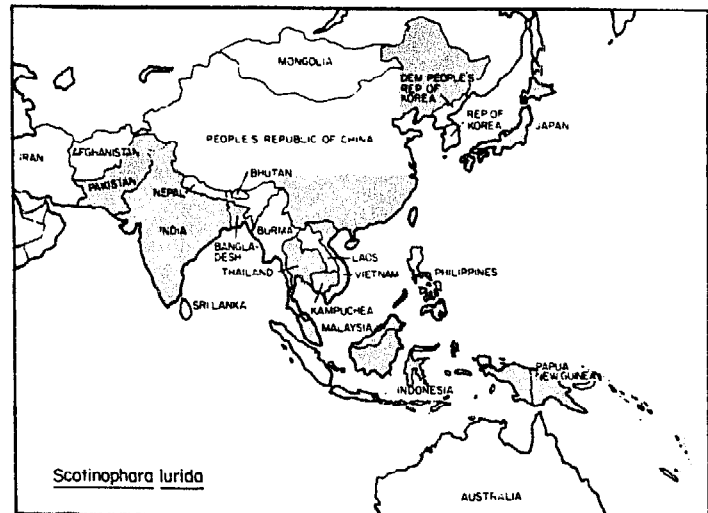 MONGOLIA
DEM PEOPLE'S
REP OF
KOREA
REP OF
KOREA
JAPAN
PEOPLE'S REPUBLIC OF CHINA
IRAN
AFGHANISTAN
PAKISTAN
NEPAL
BHUTAN
INDIA
BANGLA-
DESH
BURMA
LAOS
THAILAND
VIETNAM
PHILIPPINES
KAMPUCHEA
SRI LANKA
MALAYSIA
INDONESIA
PAPUA
NEW GUINEA
AUSTRALIA
Scotinophara lurida